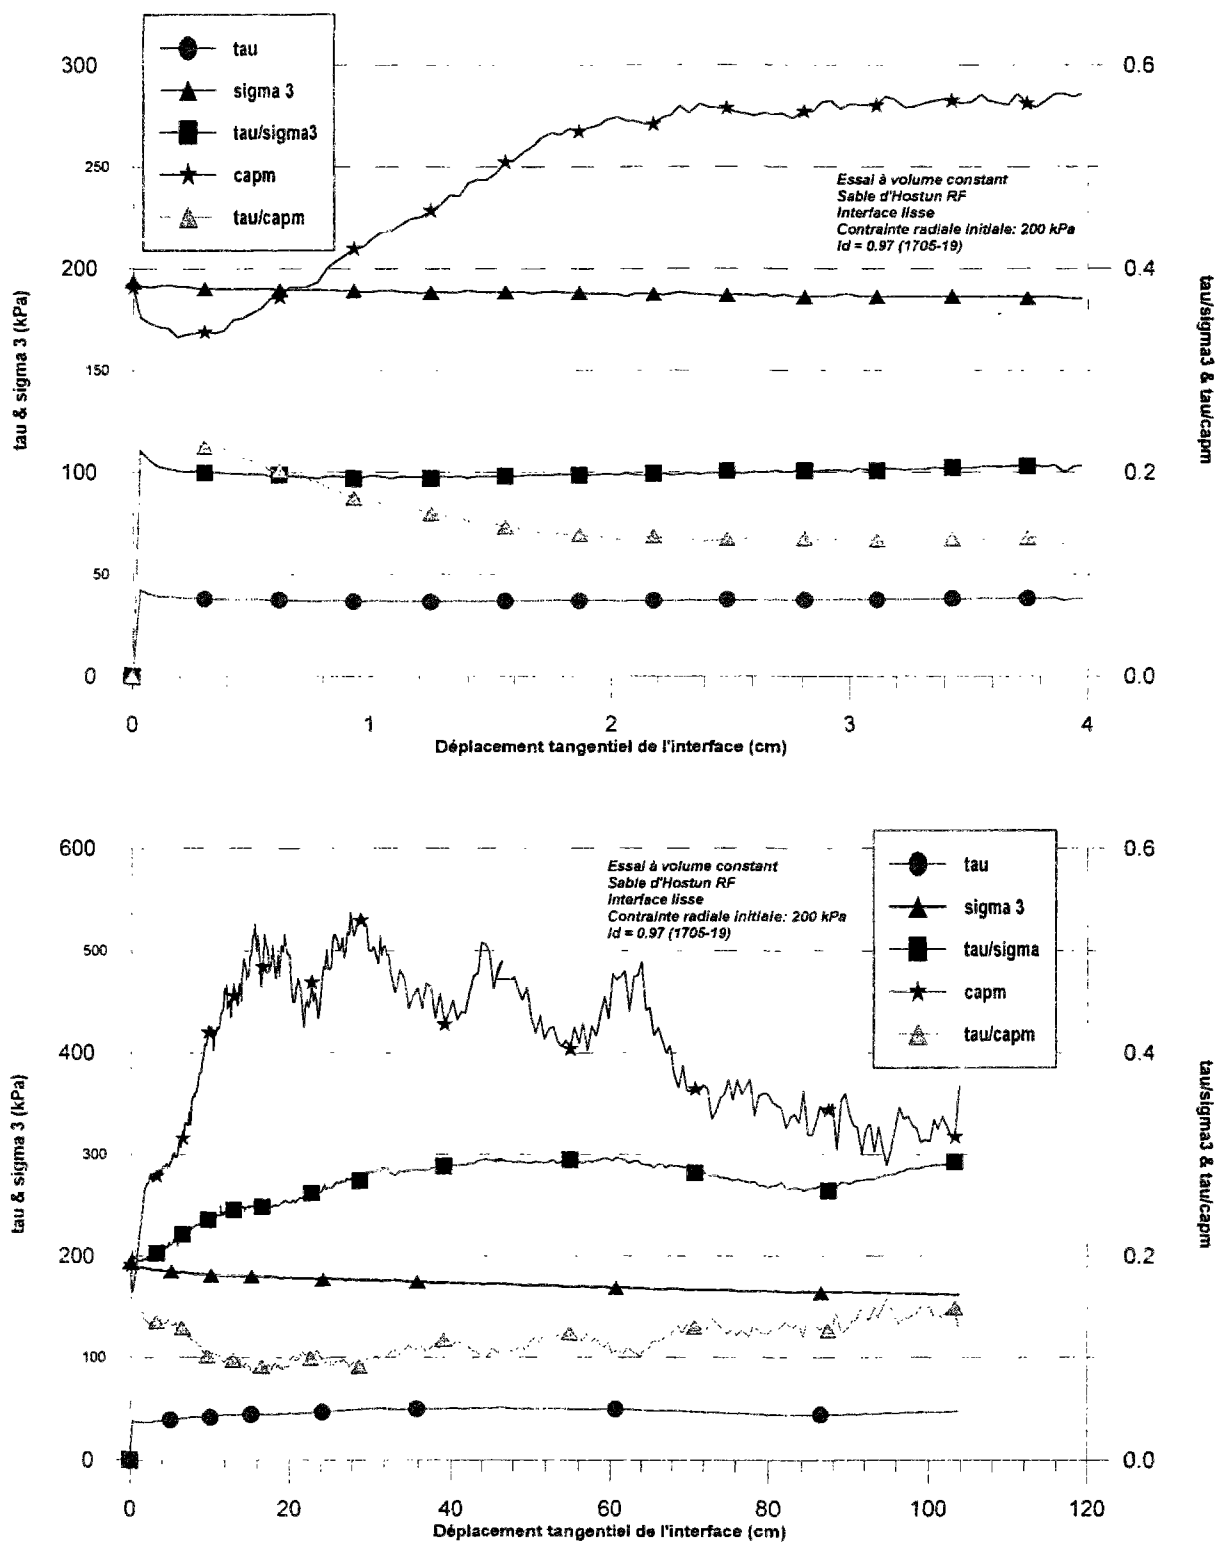 tau
sigma 3
tau/sigma3
capm
tau/capm
300
250
200
150
100
50
0
0.6
0.4
0.2
0.0
tau & sigma 3 (kPa)
tau/sigma3 & tau/capm
Essai à volume constant
Sable d'Hostun RF
Interface lisse
Contrainte radiale initiale: 200 kPa
Id = 0.97 (1705-19)
0 1 2 3 4
Déplacement tangentiel de l'interface (cm)
600
500
400
300
200
100
0
0.6
0.4
0.2
0.0
tau & sigma 3 (kPa)
tau/sigma3 & tau/capm
Essai à volume constant
Sable d'Hostun RF
Interface lisse
Contrainte radiale initiale: 200 kPa
Id = 0.97 (1705-19)
tau
sigma 3
tau/sigma
capm
tau/capm
0 20 40 60 80 100 120
Déplacement tangentiel de l'interface (cm)